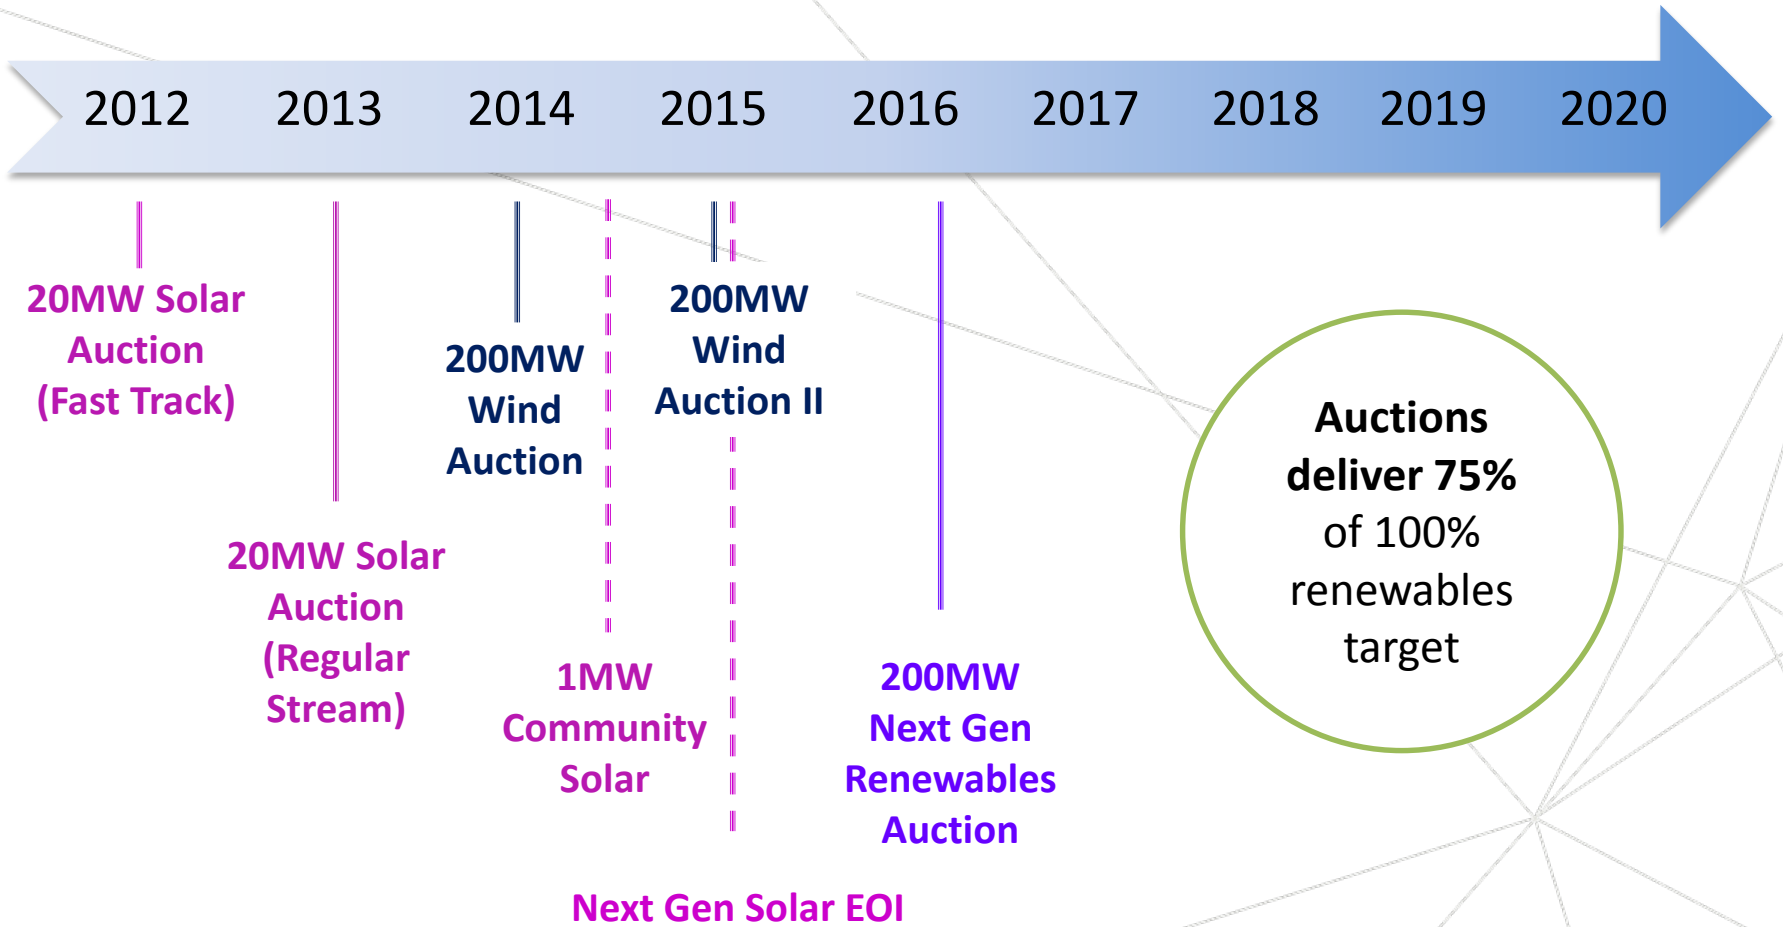 2012 2013 2014 2015 2016 2017 2018 2019 2020
20MW Solar
Auction
(Fast Track)
20MW Solar
Auction
(Regular
Stream)
200MW
Wind
Auction
1MW
Community
Solar
200MW
Wind
Auction II
Next Gen Solar EOI
200MW
Next Gen
Renewables
Auction
Auctions
deliver 75%
of 100%
renewables
target